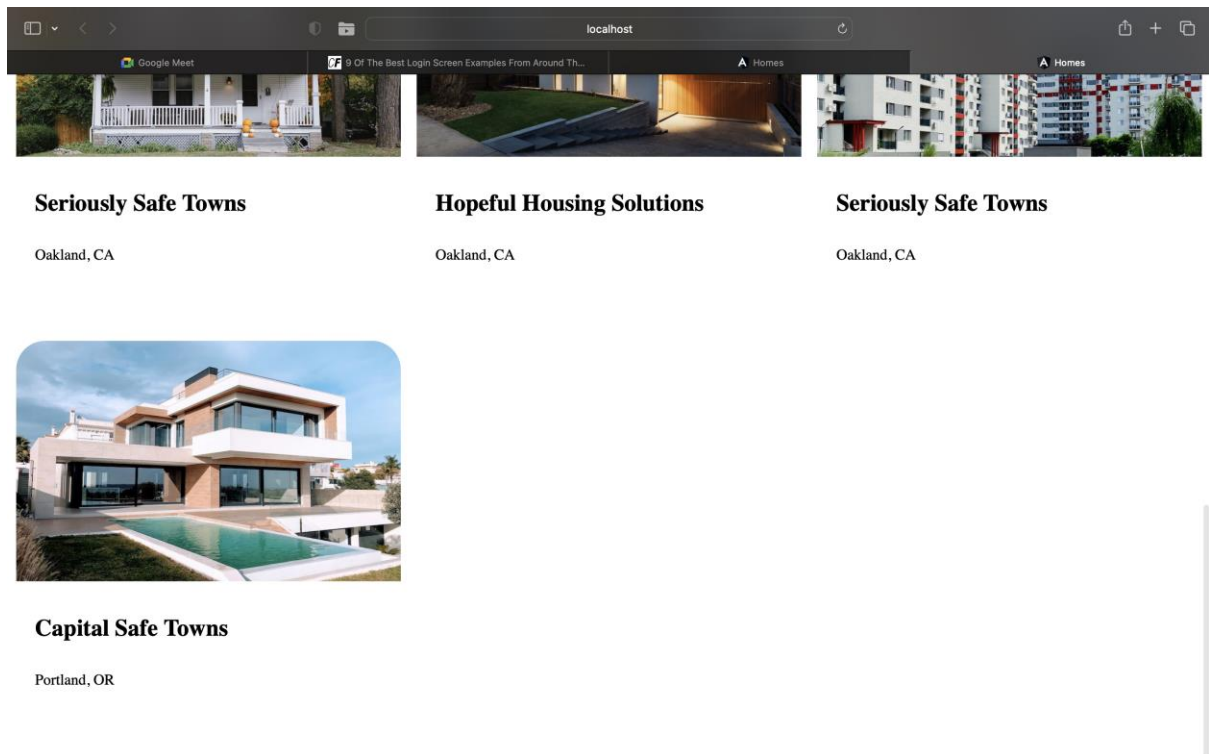 localhost
Google Meet
CF 9 Of The Best Login Screen Examples From Around Th...
A Homes
A Homes
Seriously Safe Towns
Hopeful Housing Solutions
Seriously Safe Towns
Oakland, CA
Oakland, CA
Oakland, CA
Capital Safe Towns
Portland, OR